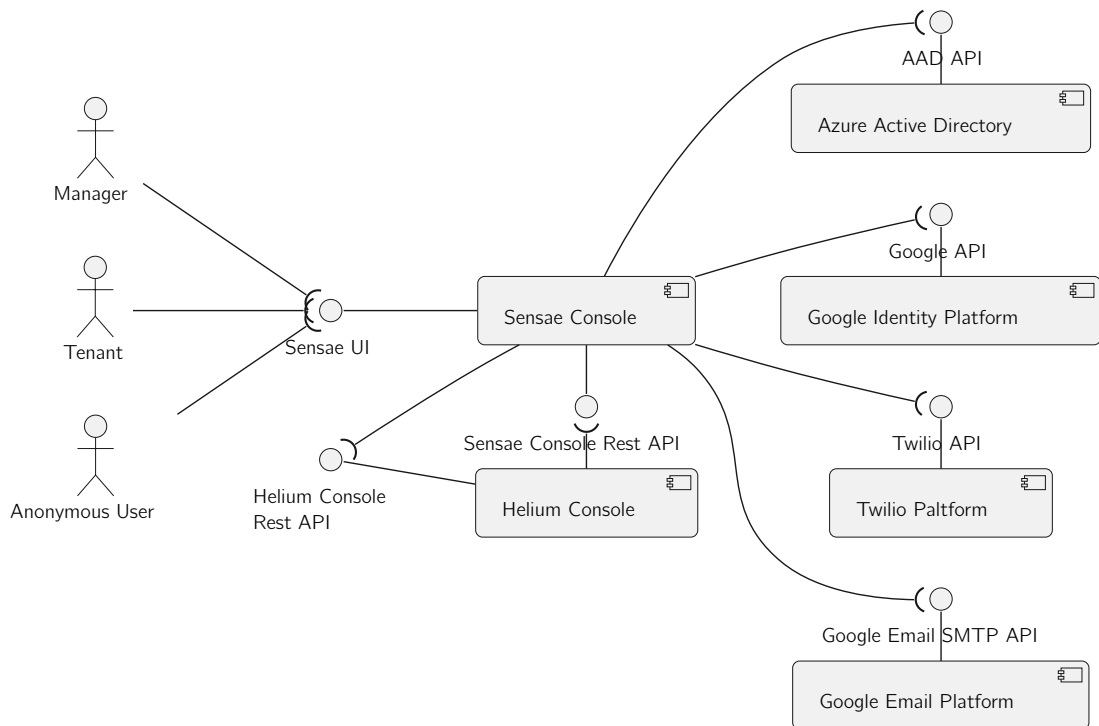 AAD API
Azure Active Directory
Manager
Google API
Tenant
Sensae UI
Sensae Console
Google Identity Platform
Anonymous User
Helium Console
Rest API
Sensae Console Rest API
Helium Console
Twilio API
Twilio Paltform
Google Email SMTP API
Google Email Platform